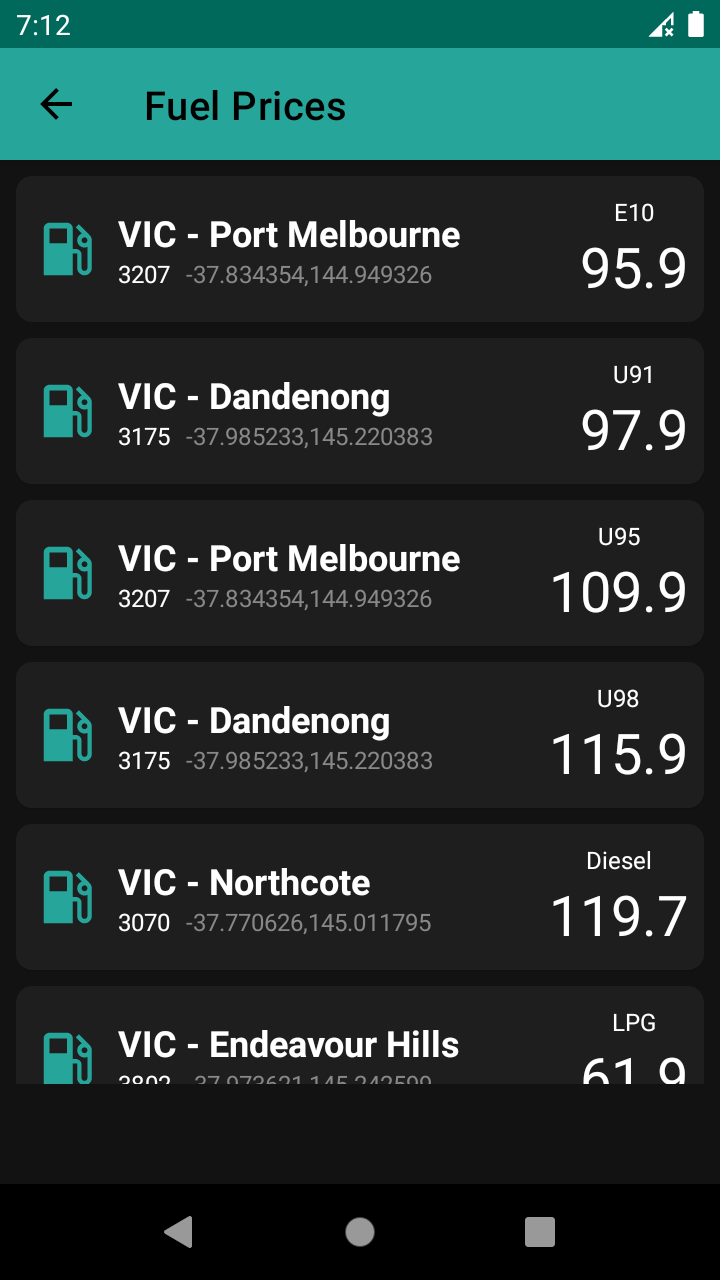 7:12
Fuel Prices
VIC - Port Melbourne
3207 -37.834354,144.949326
E10
95.9
VIC - Dandenong
3175 -37.985233,145.220383
U91
97.9
VIC - Port Melbourne
3207 -37.834354,144.949326
U95
109.9
VIC - Dandenong
3175 -37.985233,145.220383
U98
115.9
VIC - Northcote
3070 -37.770626,145.011795
Diesel
119.7
VIC - Endeavour Hills
LPG
61.9